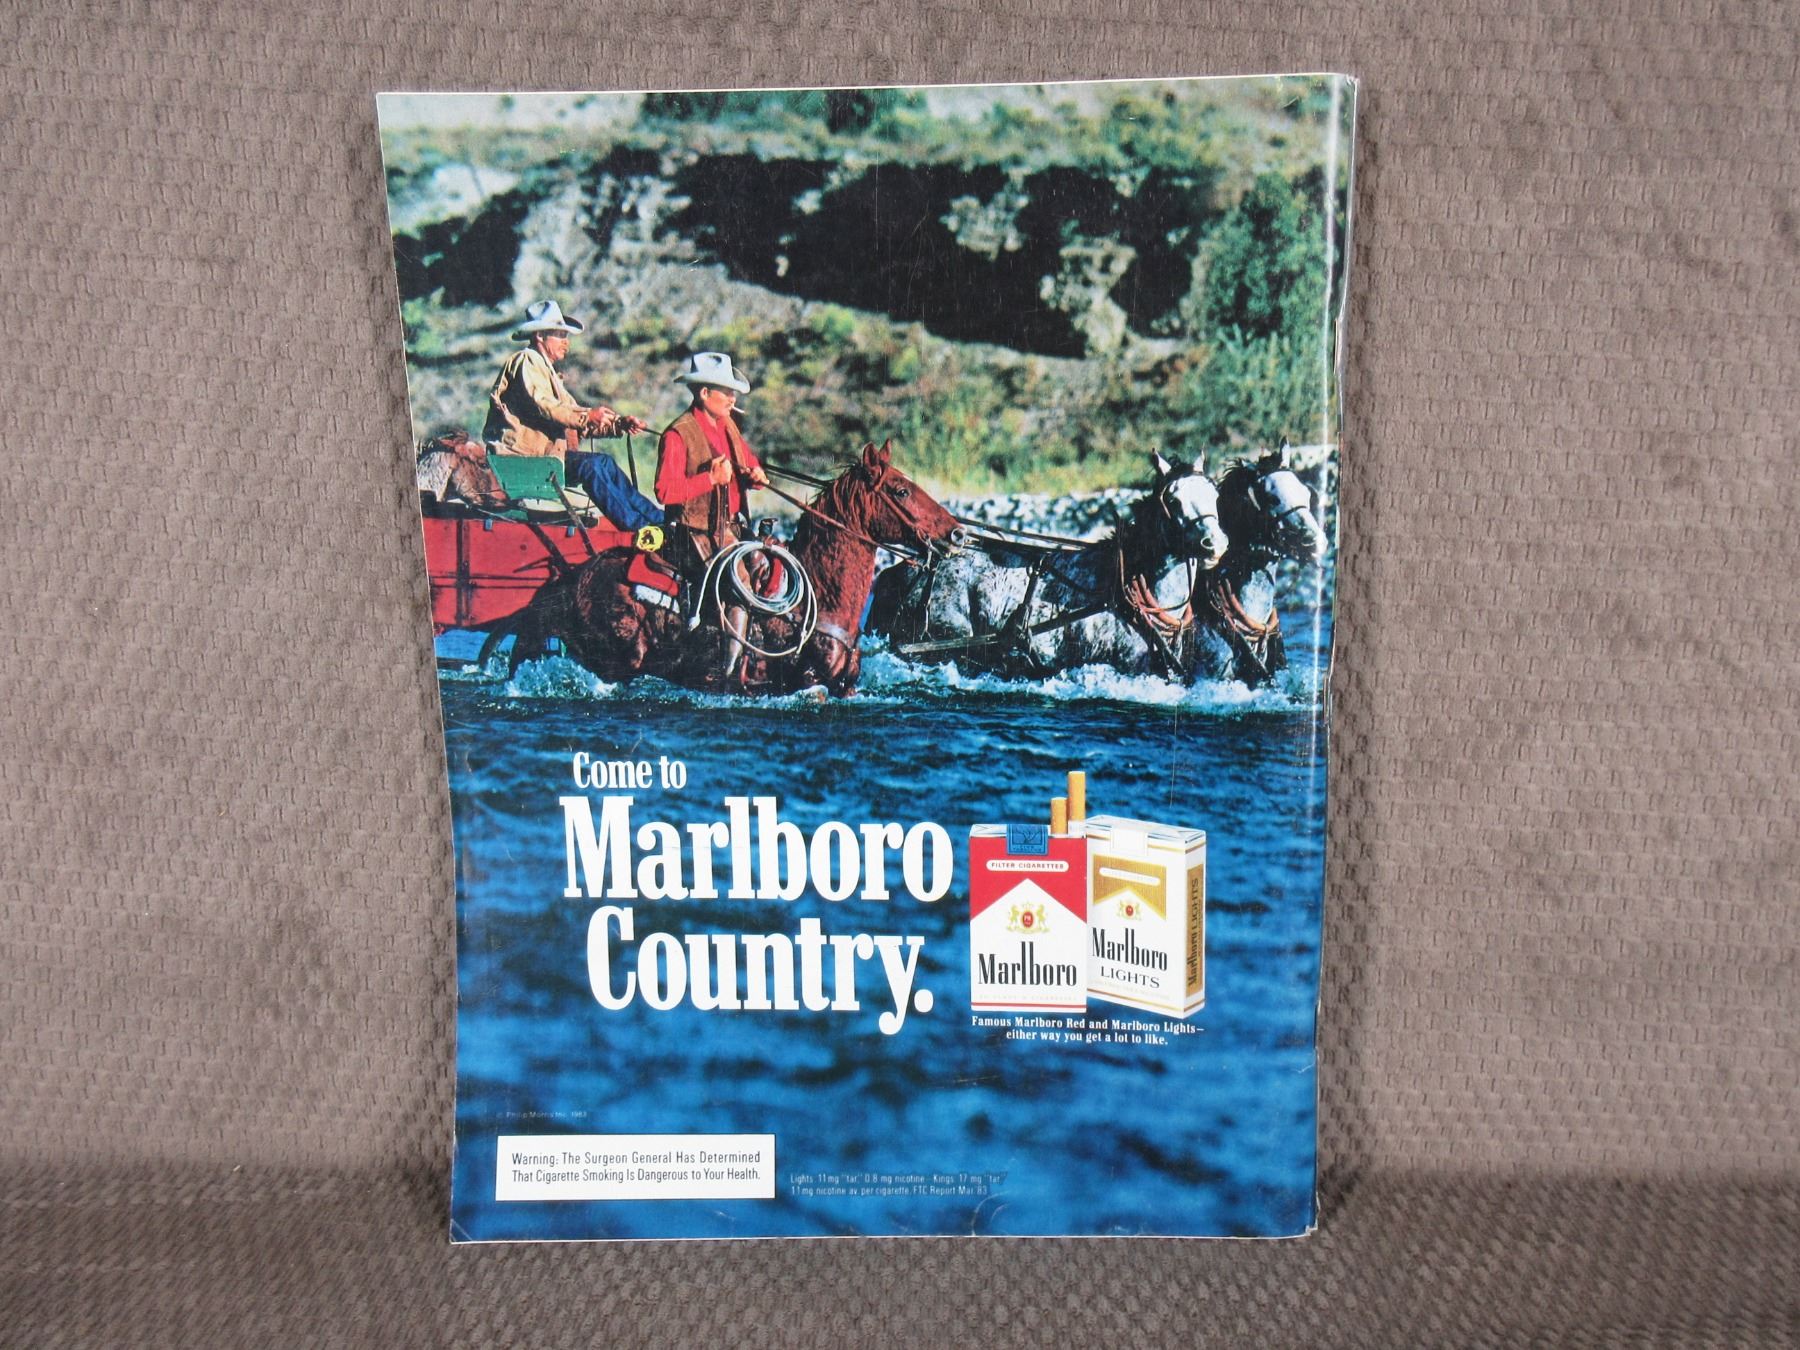 Come to
Marlboro
Country.
FILTER CIGARETTES
Marlboro
Marlboro
LIGHTS
Marlboro LIGHTS
Famous Marlboro Red and Marlboro Lights—
either way you get a lot to like.
© Philip Morris Inc. 1983
Warning: The Surgeon General Has Determined
That Cigarette Smoking Is Dangerous to Your Health.
Lights: 11 mg "tar," 0.8 mg nicotine—Kings: 17 mg "tar,"
1.1 mg nicotine av. per cigarette, FTC Report Mar.'83